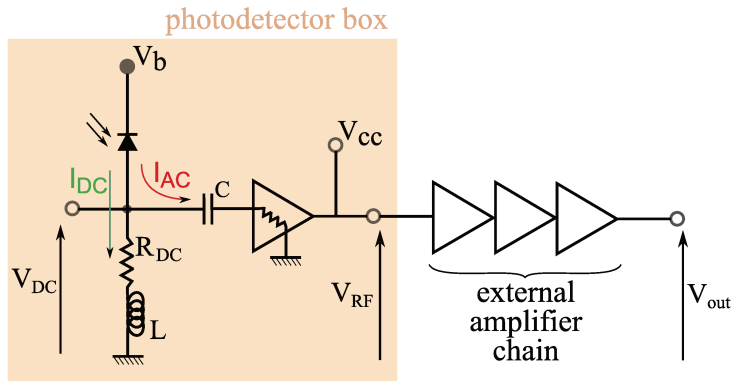 photodetector box
Vb
Vcc
IDC
IAC
C
RDC
VDC
L
VRF
external
amplifier
chain
Vout